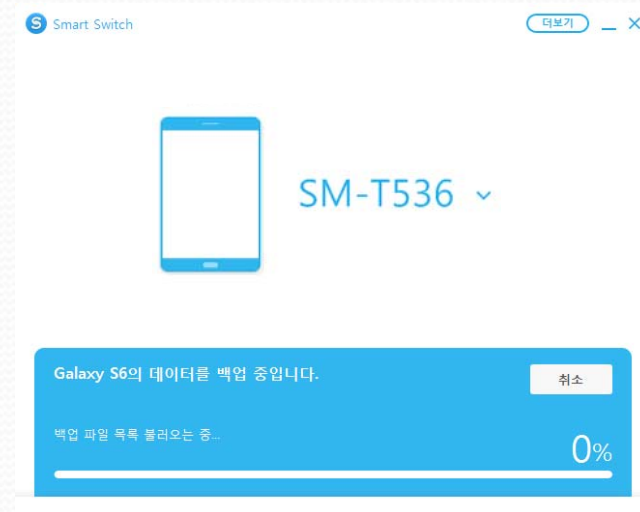 S Smart Switch
더보기
SM-T536
Galaxy S6의 데이터를 백업 중입니다.
취소
백업 파일 목록 불러오는 중...
0%